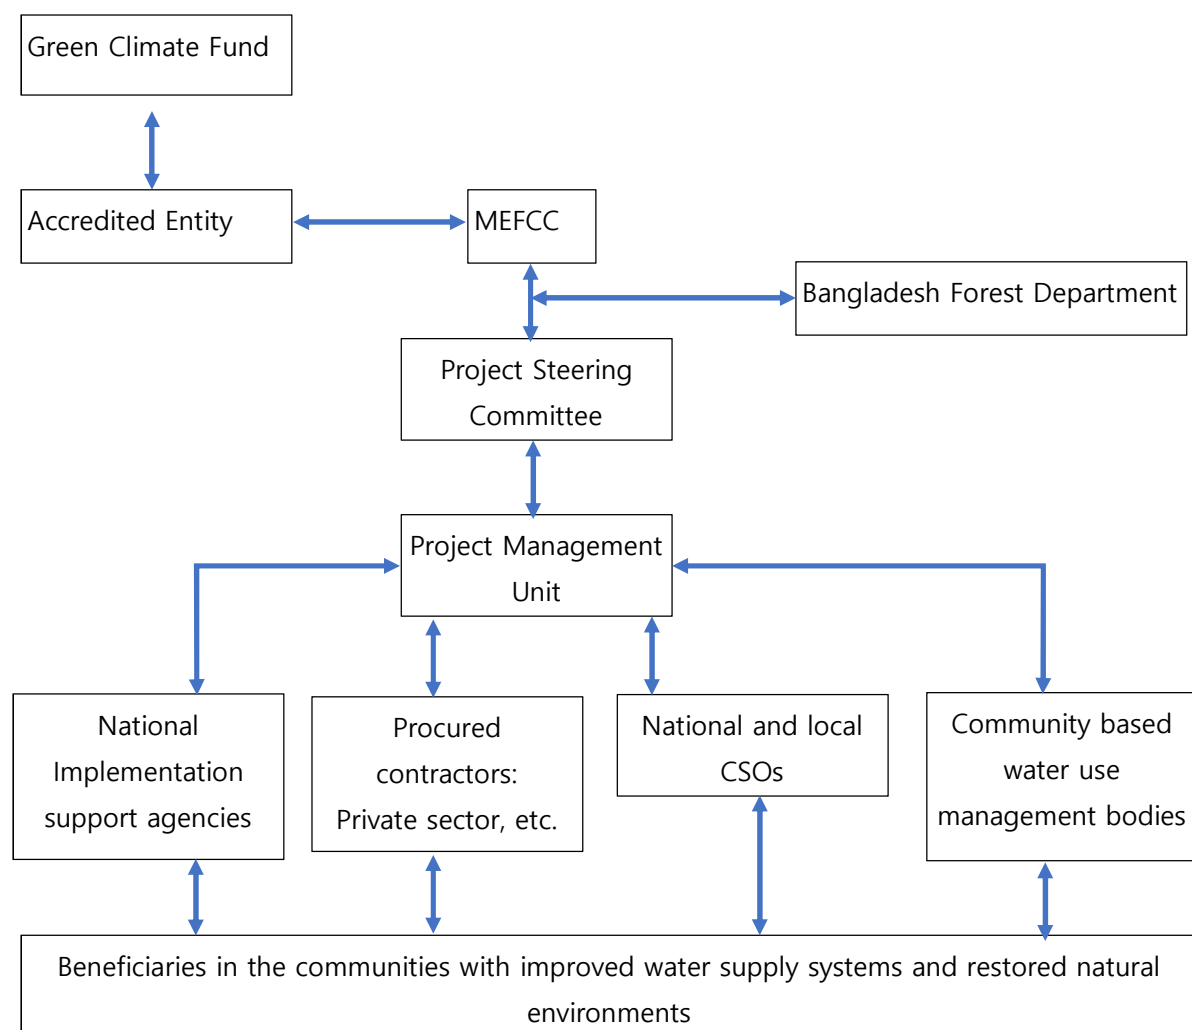 Green Climate Fund
Accredited Entity
MEFCC
Bangladesh Forest Department
Project Steering
Committee
Project Management
Unit
National
Implementation
support agencies
Procured
contractors:
Private sector, etc.
National and local
CSOs
Community based
water use
management bodies
Beneficiaries in the communities with improved water supply systems and restored natural
environments